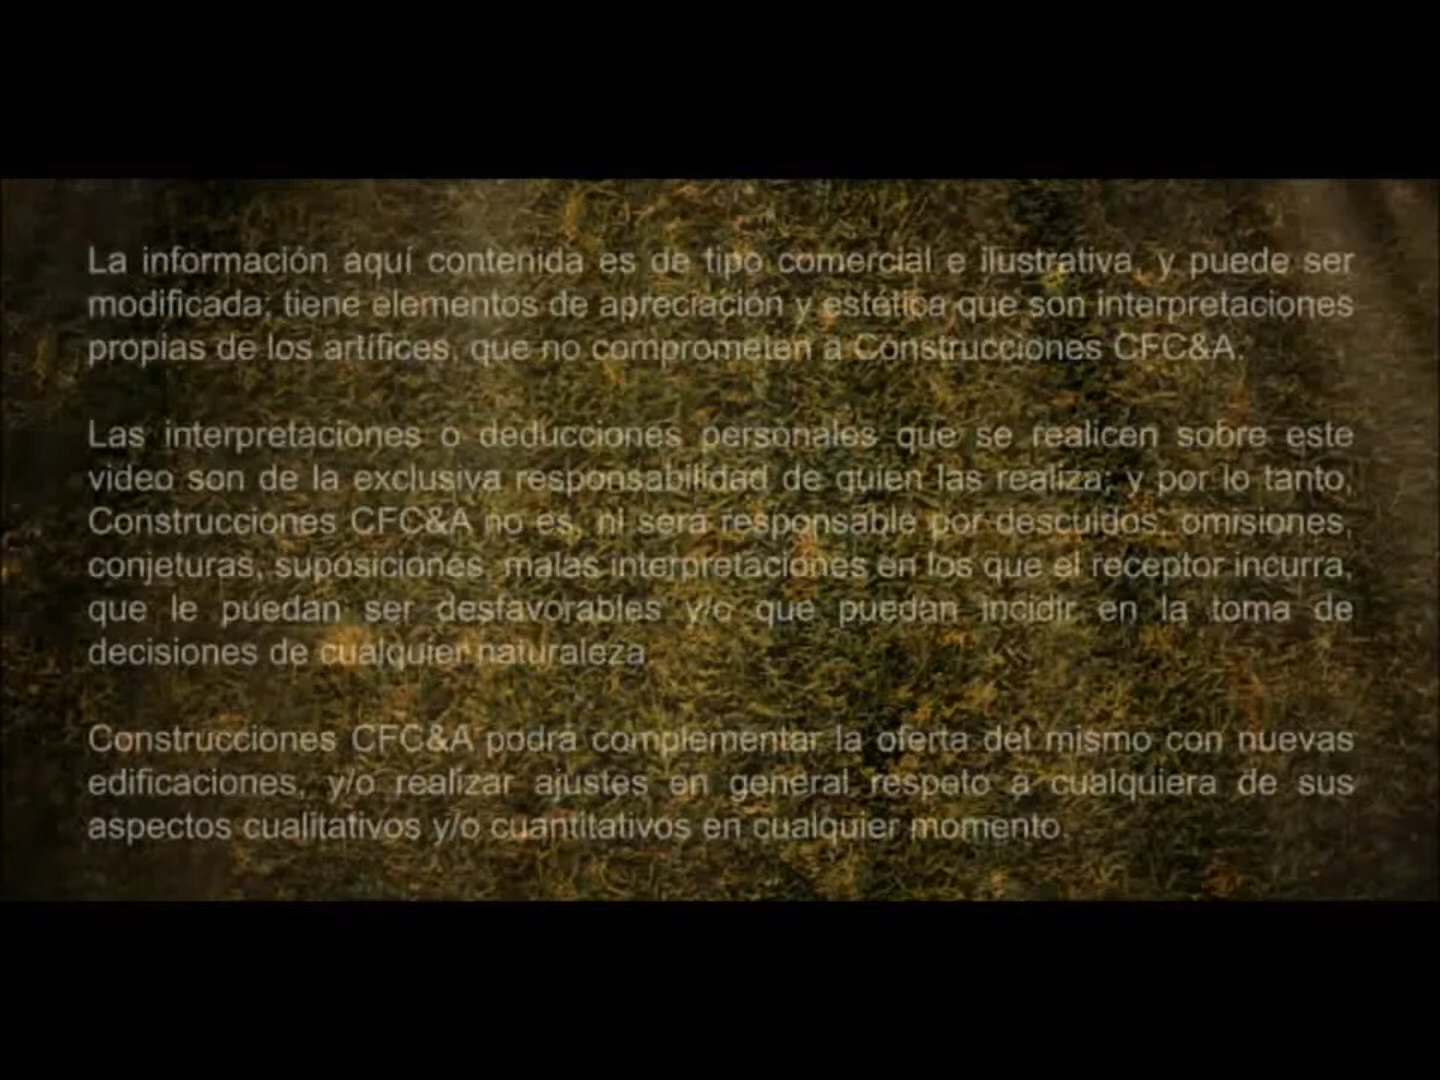 La información aquí contenida es de tipo comercial e ilustrativa, y puede ser
modificada; tiene elementos de apreciación y estética que son interpretaciones
propias de los artífices, que no comprometen a Construcciones CFC&A.
Las interpretaciones o deducciones personales que se realicen sobre este
video son de la exclusiva responsabilidad de quien las realiza; y por lo tanto,
Construcciones CFC&A no es, ni será responsable por descuidos, omisiones,
conjeturas, suposiciones, malas interpretaciones en los que el receptor incurra,
que le puedan ser desfavorables y/o que puedan incidir en la toma de
decisiones de cualquier naturaleza
Construcciones CFC&A podrá complementar la oferta del mismo con nuevas
edificaciones, y/o realizar ajustes en general respeto a cualquiera de sus
aspectos cualitativos y/o cuantitativos en cualquier momento.